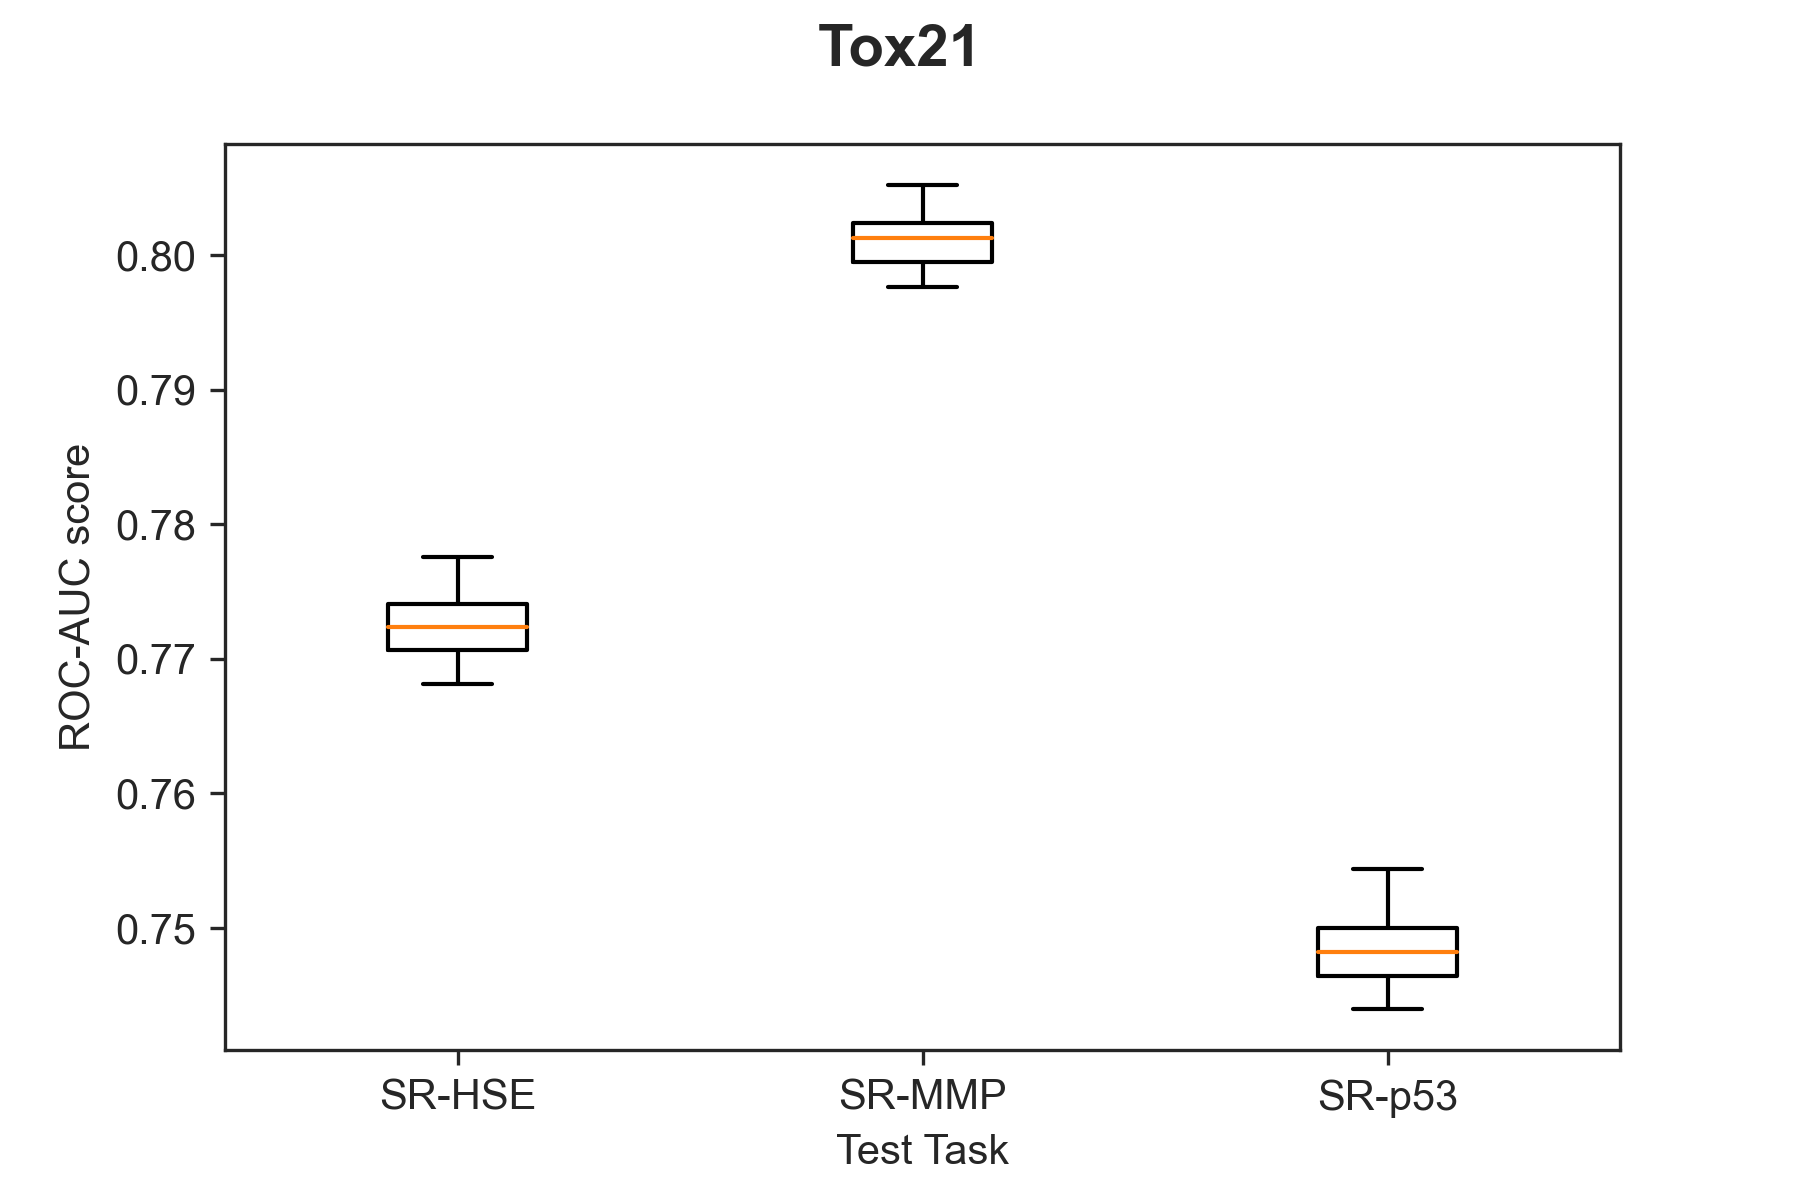 Tox21
0.80
0.79
0.78
0.77
0.76
0.75
ROC-AUC score
SR-HSE
SR-MMP
SR-p53
Test Task